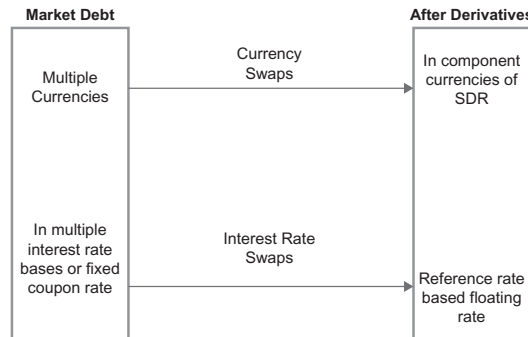 Market Debt
After Derivatives
Multiple
Currencies
Currency
Swaps
In component
currencies of
SDR
In multiple
interest rate
bases or fixed
coupon rate
Interest Rate
Swaps
Reference rate
based floating
rate